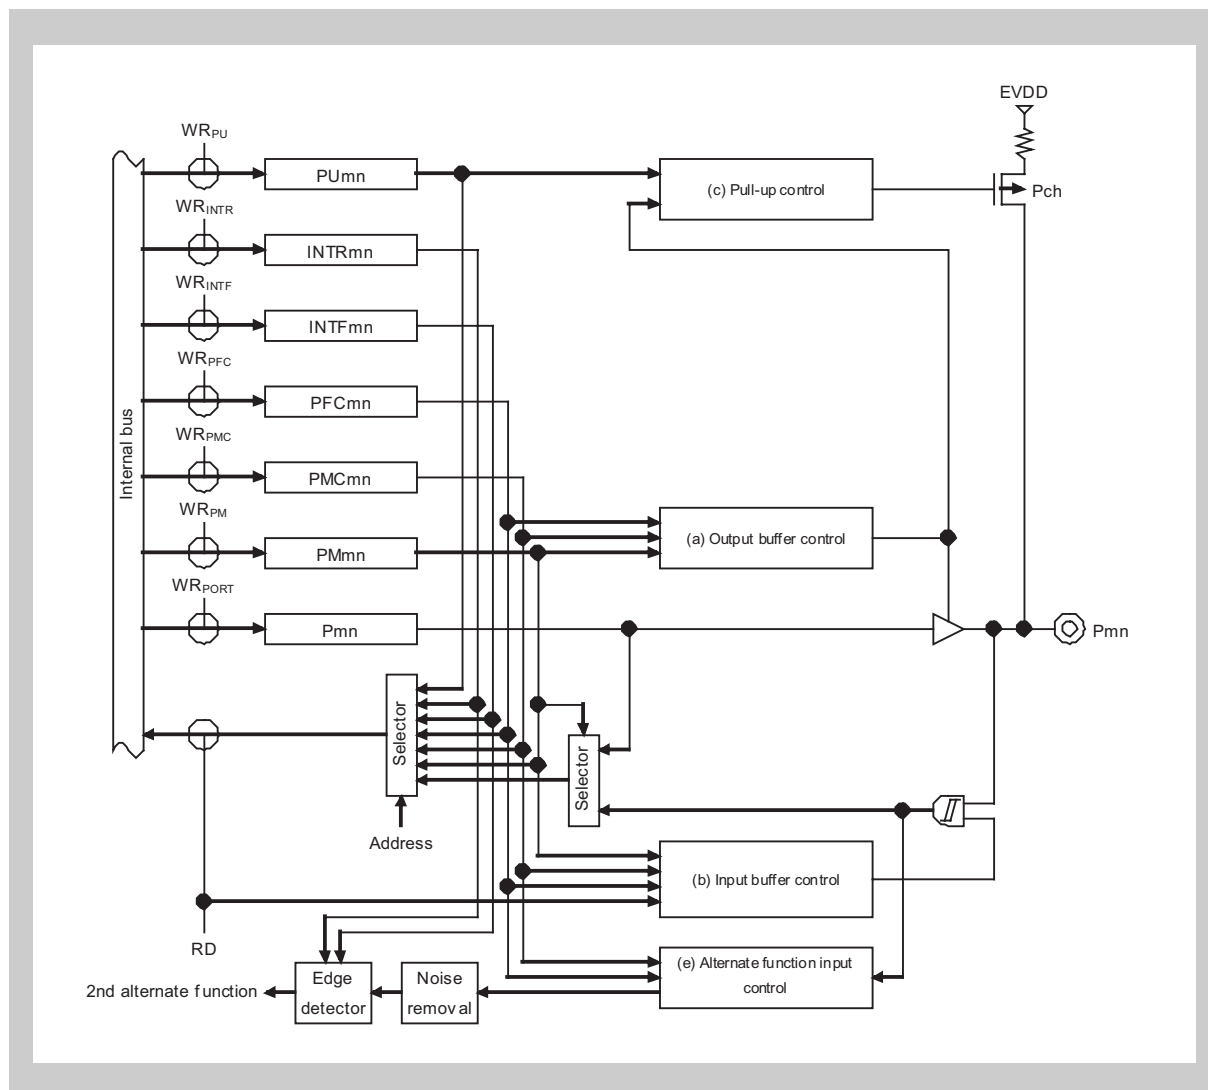 EVDD
WRPU
PUmn
(c) Pull-up control
Pch
WRINTR
INTRmn
WRINTF
INTFmn
WRPFC
PFCmn
Internal bus
WRPMC
PMCmn
WRPM
PMmn
(a) Output buffer control
WRPORT
Pmn
Pmn
Selector
Selector
Address
(b) Input buffer control
RD
(e) Alternate function input
control
2nd alternate function
Edge
detector
Noise
removal